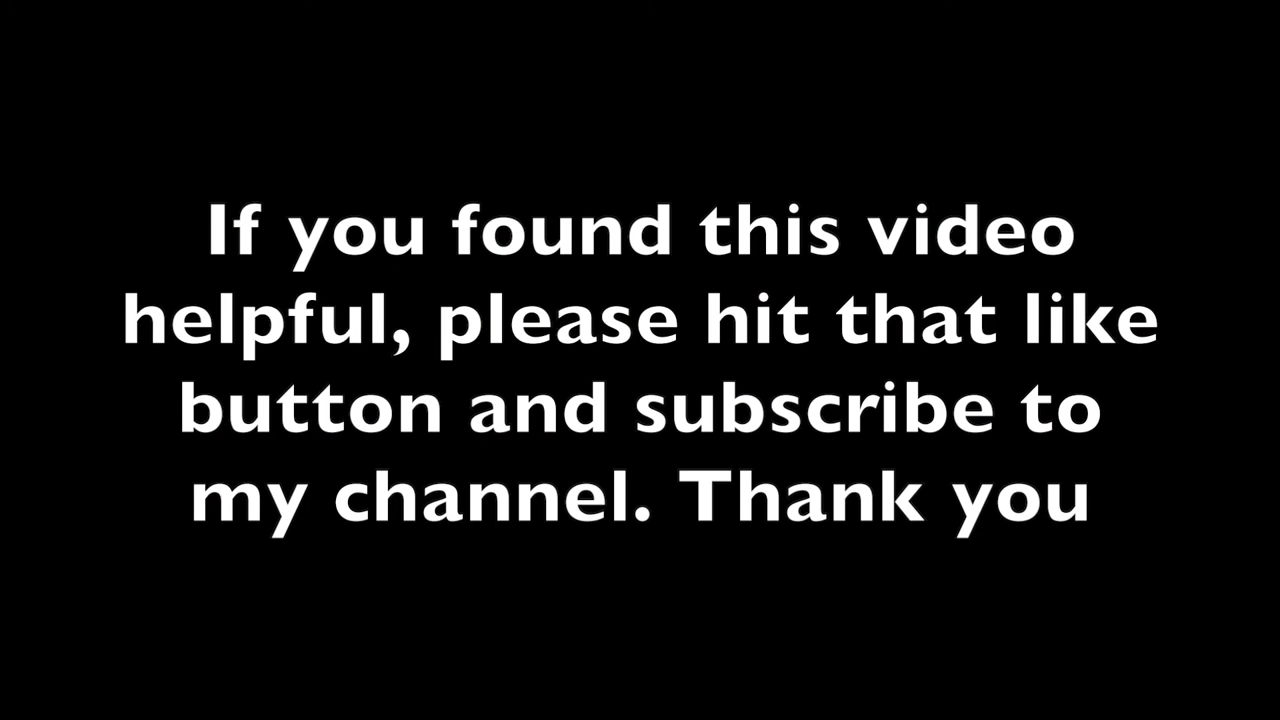 If you found this video
helpful, please hit that like
button and subscribe to
my channel. Thank you